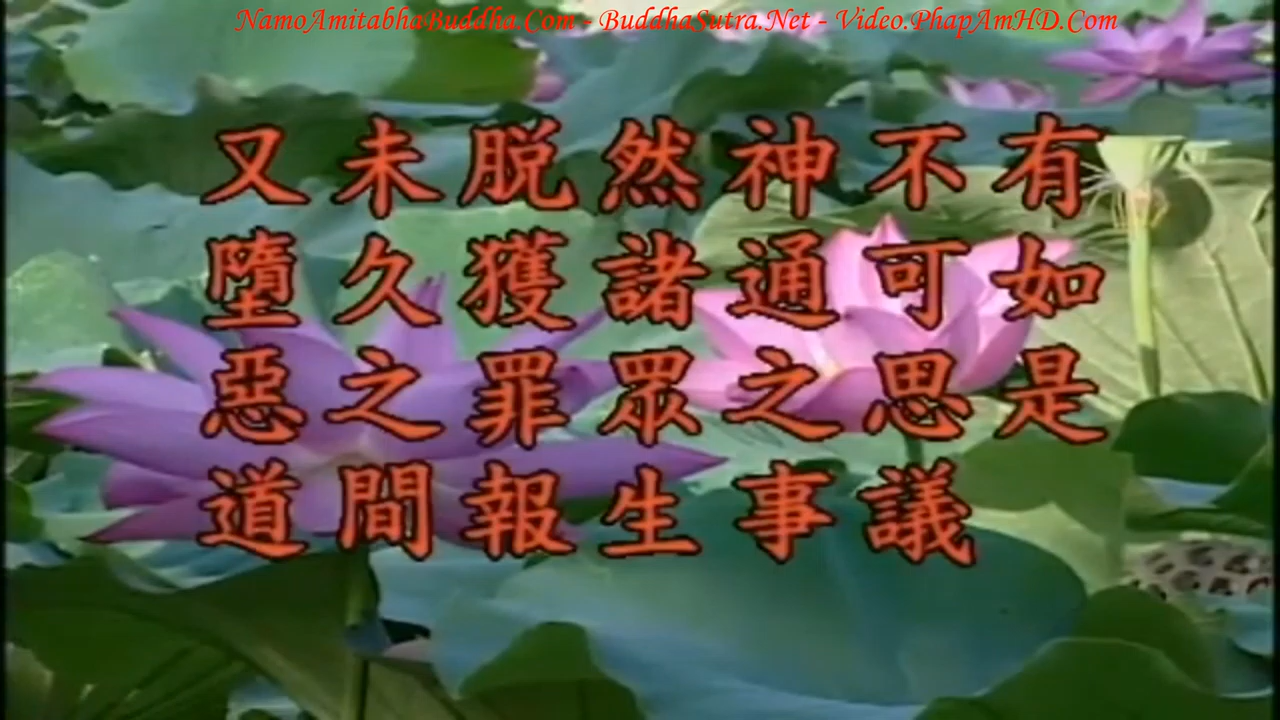 NamoAmitabhaBuddha.Com - BuddhaSutra.Net - Video.PhapAmHD.Com
有如是
不可思議
神通之事
然諸眾生
脫獲罪報
未久之間
又墮惡道